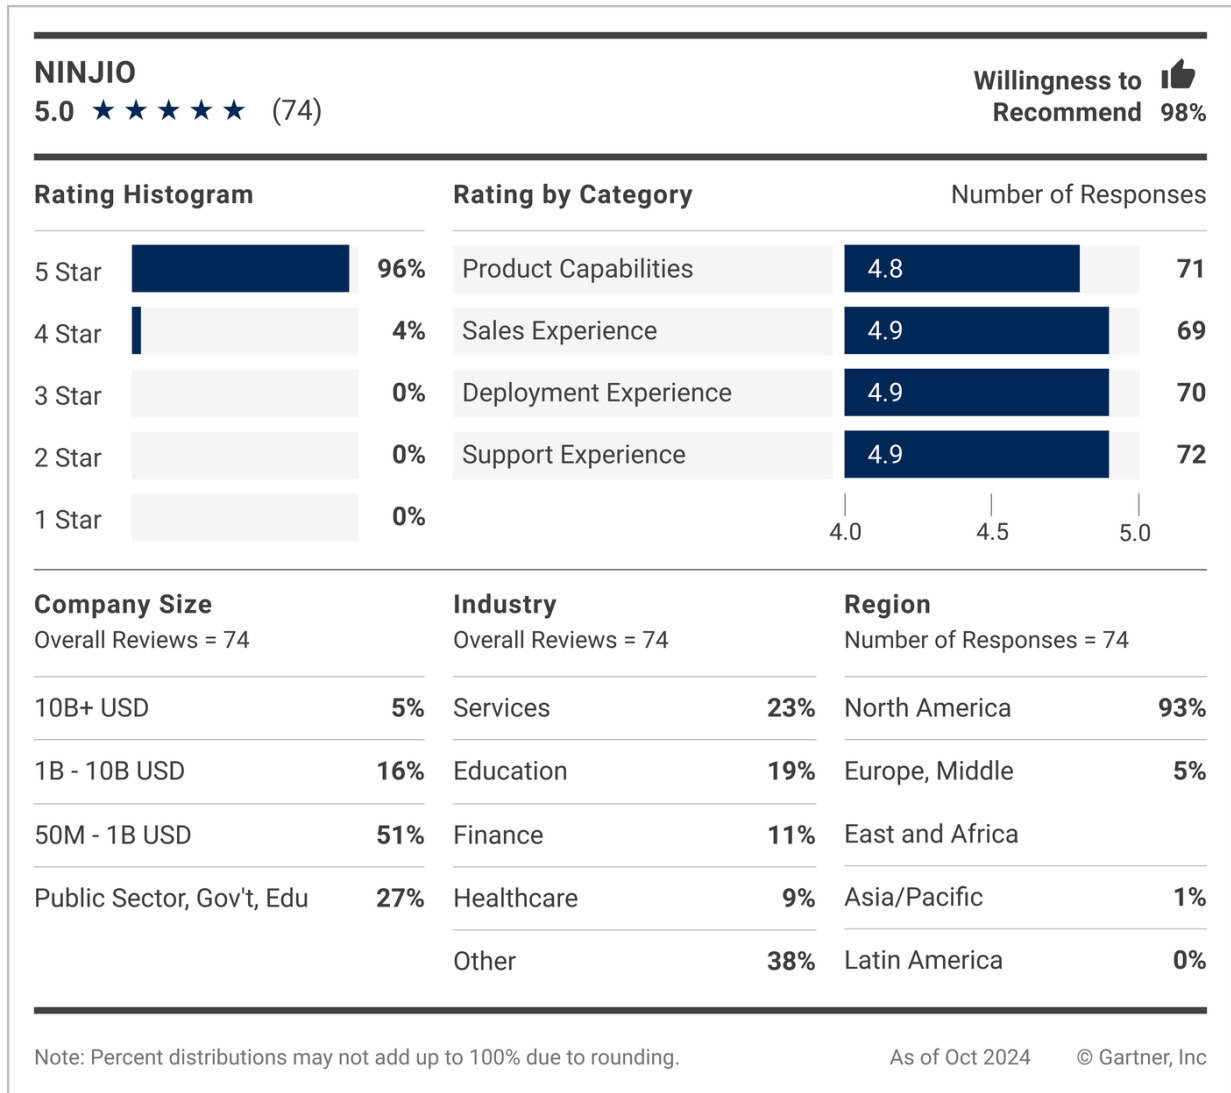 NINJIO
5.0 ★ ★ ★ ★ ★ (74)
Willingness to
Recommend 98%
Rating Histogram
5 Star 96%
4 Star 4%
3 Star 0%
2 Star 0%
1 Star 0%
Rating by Category Number of Responses
Product Capabilities 4.8 71
Sales Experience 4.9 69
Deployment Experience 4.9 70
Support Experience 4.9 72
4.0 4.5 5.0
Company Size
Overall Reviews = 74
10B+ USD 5%
1B - 10B USD 16%
50M - 1B USD 51%
Public Sector, Gov't, Edu 27%
Industry
Overall Reviews = 74
Services 23%
Education 19%
Finance 11%
Healthcare 9%
Other 38%
Region
Number of Responses = 74
North America 93%
Europe, Middle 5%
East and Africa
Asia/Pacific 1%
Latin America 0%
Note: Percent distributions may not add up to 100% due to rounding.
As of Oct 2024 © Gartner, Inc